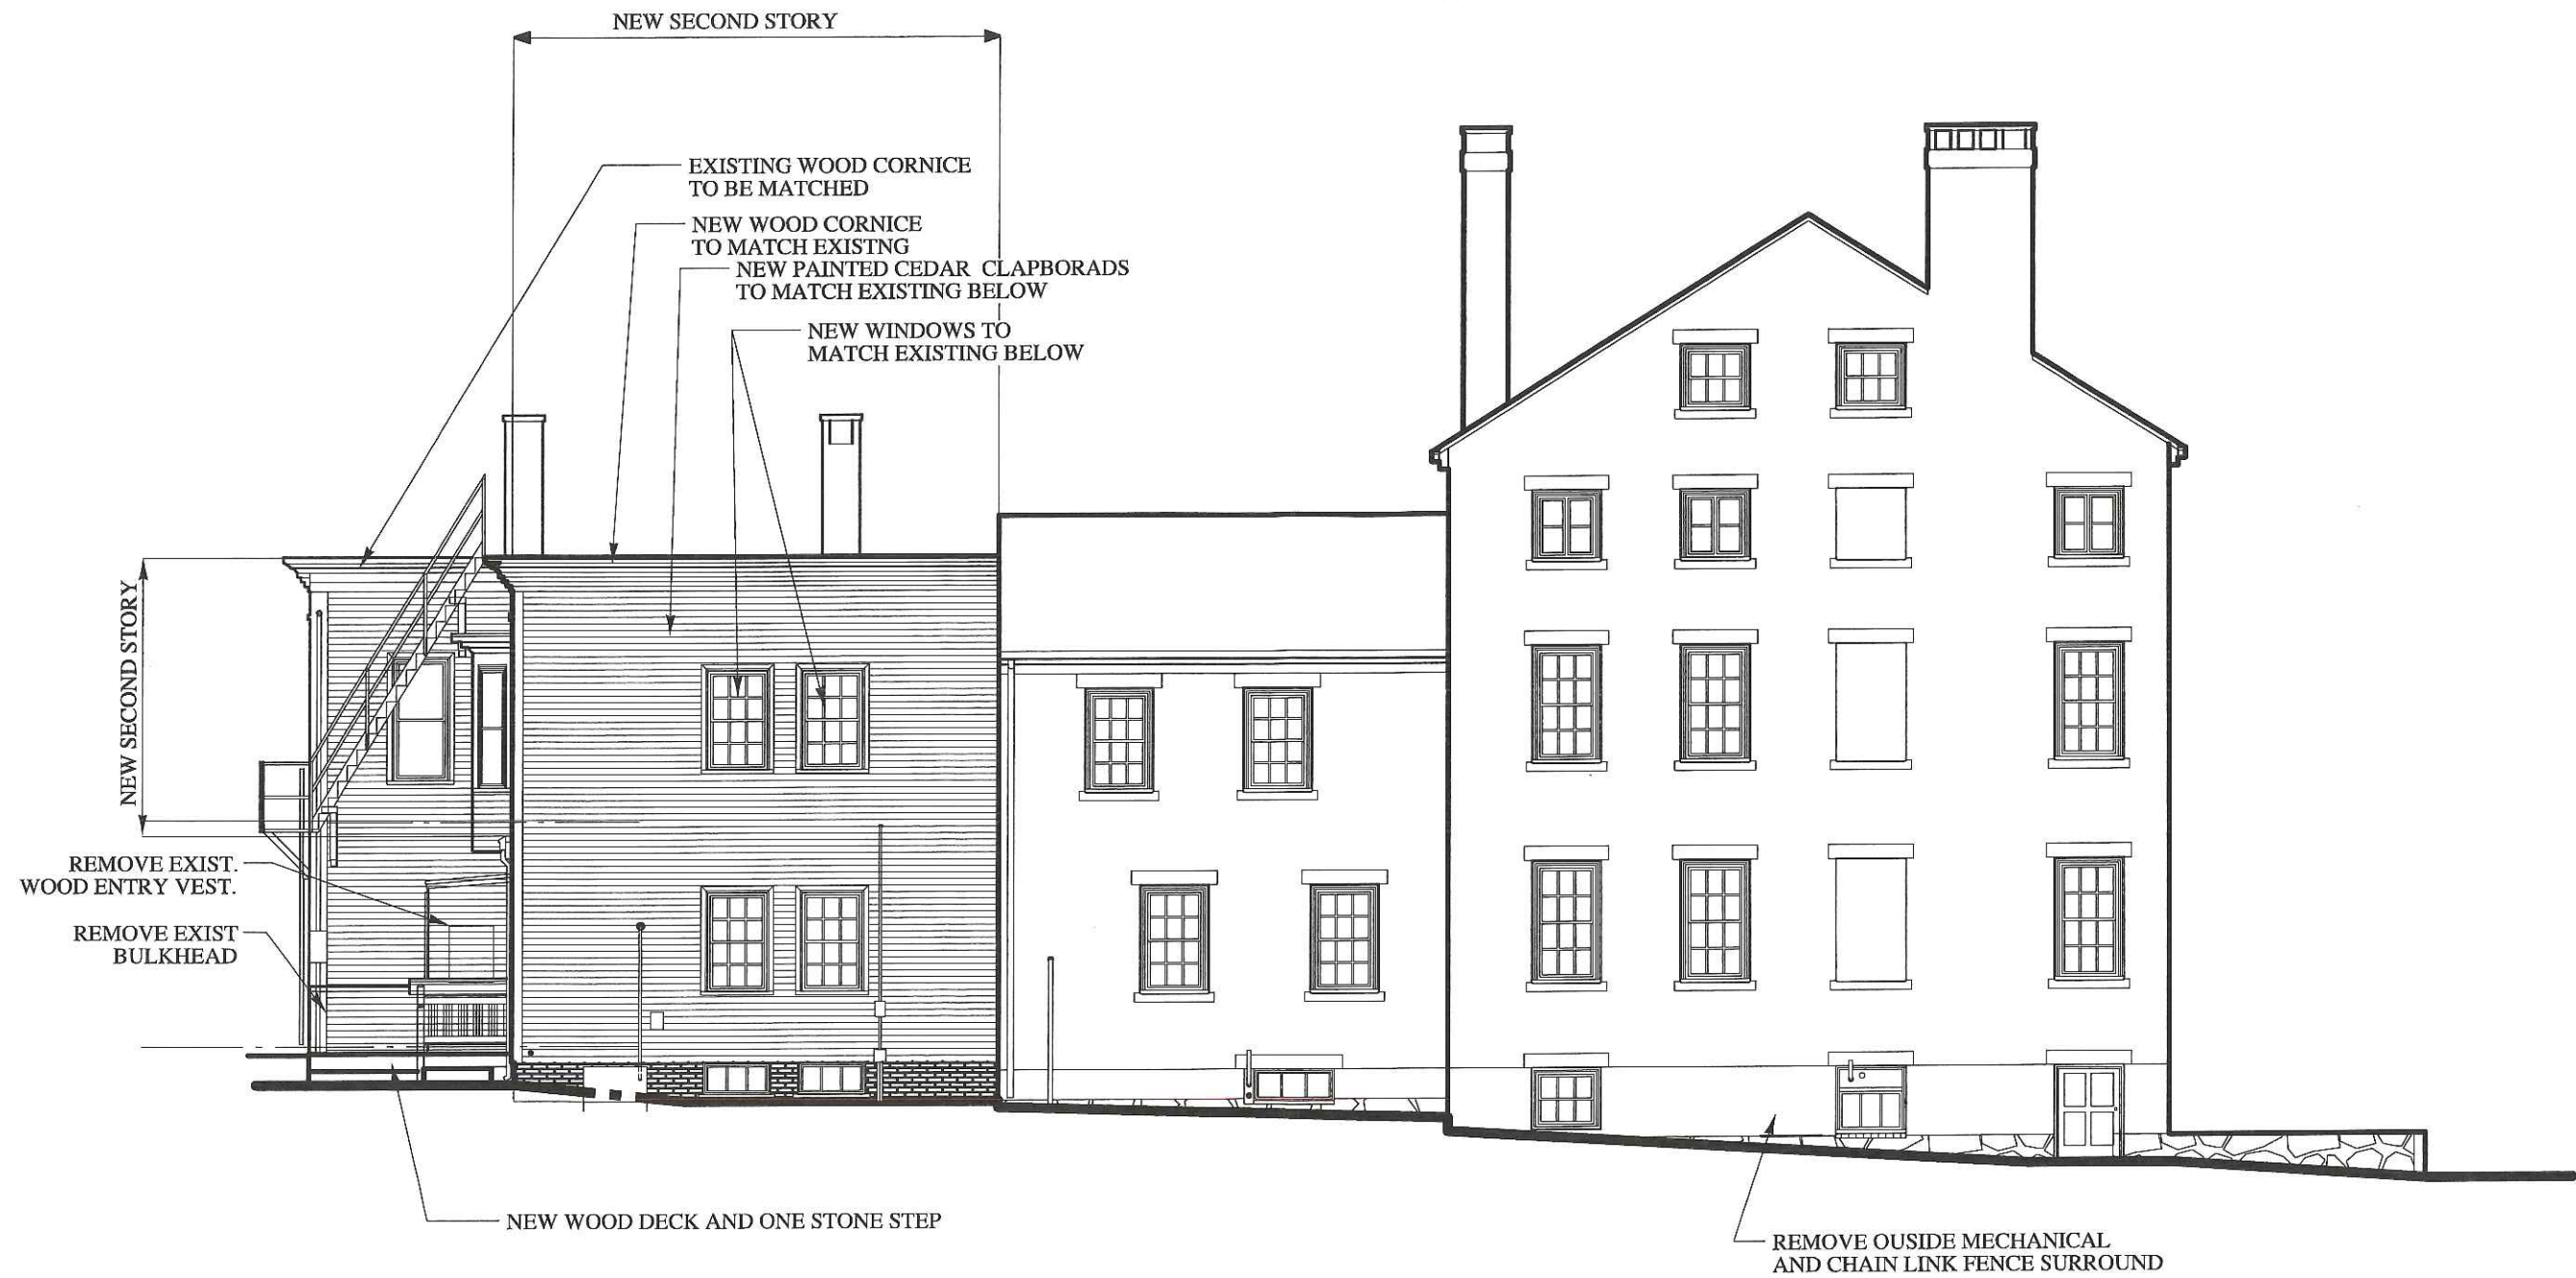 NEW SECOND STORY
EXISTING WOOD CORNICE
TO BE MATCHED
NEW WOOD CORNICE
TO MATCH EXISTNG
NEW PAINTED CEDAR CLAPBORADS
TO MATCH EXISTING BELOW
NEW WINDOWS TO
MATCH EXISTING BELOW
NEW SECOND STORY
REMOVE EXIST.
WOOD ENTRY VEST.
REMOVE EXIST
BULKHEAD
NEW WOOD DECK AND ONE STONE STEP
REMOVE OUSIDE MECHANICAL
AND CHAIN LINK FENCE SURROUND